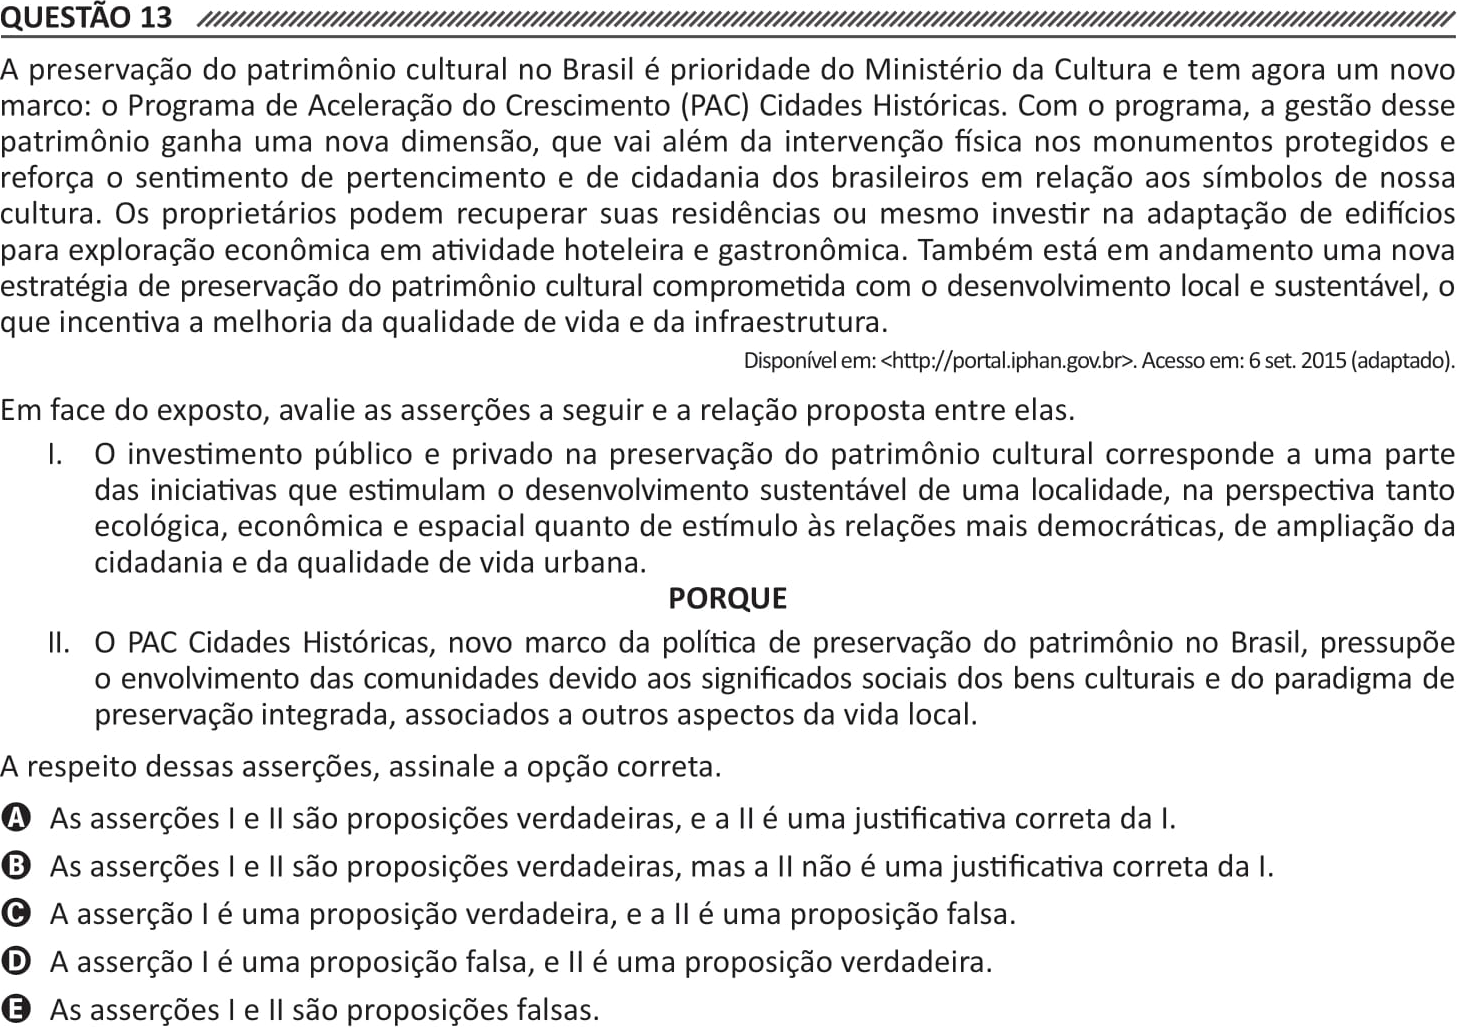 QUESTÃO 13
A preservação do patrimônio cultural no Brasil é prioridade do Ministério da Cultura e tem agora um novo
marco: o Programa de Aceleração do Crescimento (PAC) Cidades Históricas. Com o programa, a gestão desse
patrimônio ganha uma nova dimensão, que vai além da intervenção física nos monumentos protegidos e
reforça o sentimento de pertencimento e de cidadania dos brasileiros em relação aos símbolos de nossa
cultura. Os proprietários podem recuperar suas residências ou mesmo investir na adaptação de edifícios
para exploração econômica em atividade hoteleira e gastronômica. Também está em andamento uma nova
estratégia de preservação do patrimônio cultural comprometida com o desenvolvimento local e sustentável, o
que incentiva a melhoria da qualidade de vida e da infraestrutura.
Disponível em: <http://portal.iphan.gov.br>. Acesso em: 6 set. 2015 (adaptado).
Em face do exposto, avalie as asserções a seguir e a relação proposta entre elas.
I. O investimento público e privado na preservação do patrimônio cultural corresponde a uma parte
das iniciativas que estimulam o desenvolvimento sustentável de uma localidade, na perspectiva tanto
ecológica, econômica e espacial quanto de estímulo às relações mais democráticas, de ampliação da
cidadania e da qualidade de vida urbana.
PORQUE
II. O PAC Cidades Históricas, novo marco da política de preservação do patrimônio no Brasil, pressupõe
o envolvimento das comunidades devido aos significados sociais dos bens culturais e do paradigma de
preservação integrada, associados a outros aspectos da vida local.
A respeito dessas asserções, assinale a opção correta.
A As asserções I e II são proposições verdadeiras, e a II é uma justificativa correta da I.
B As asserções I e II são proposições verdadeiras, mas a II não é uma justificativa correta da I.
C A asserção I é uma proposição verdadeira, e a II é uma proposição falsa.
D A asserção I é uma proposição falsa, e II é uma proposição verdadeira.
E As asserções I e II são proposições falsas.